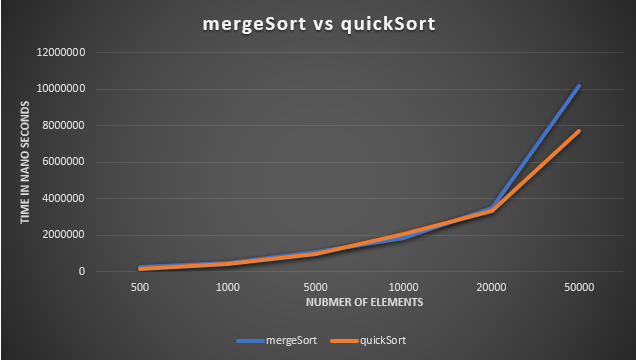 mergeSort vs quickSort
TIME IN NANO SECONDS
12000000
10000000
8000000
6000000
4000000
2000000
0
500 1000 5000 10000 20000 50000
NUBMER OF ELEMENTS
mergeSort quickSort